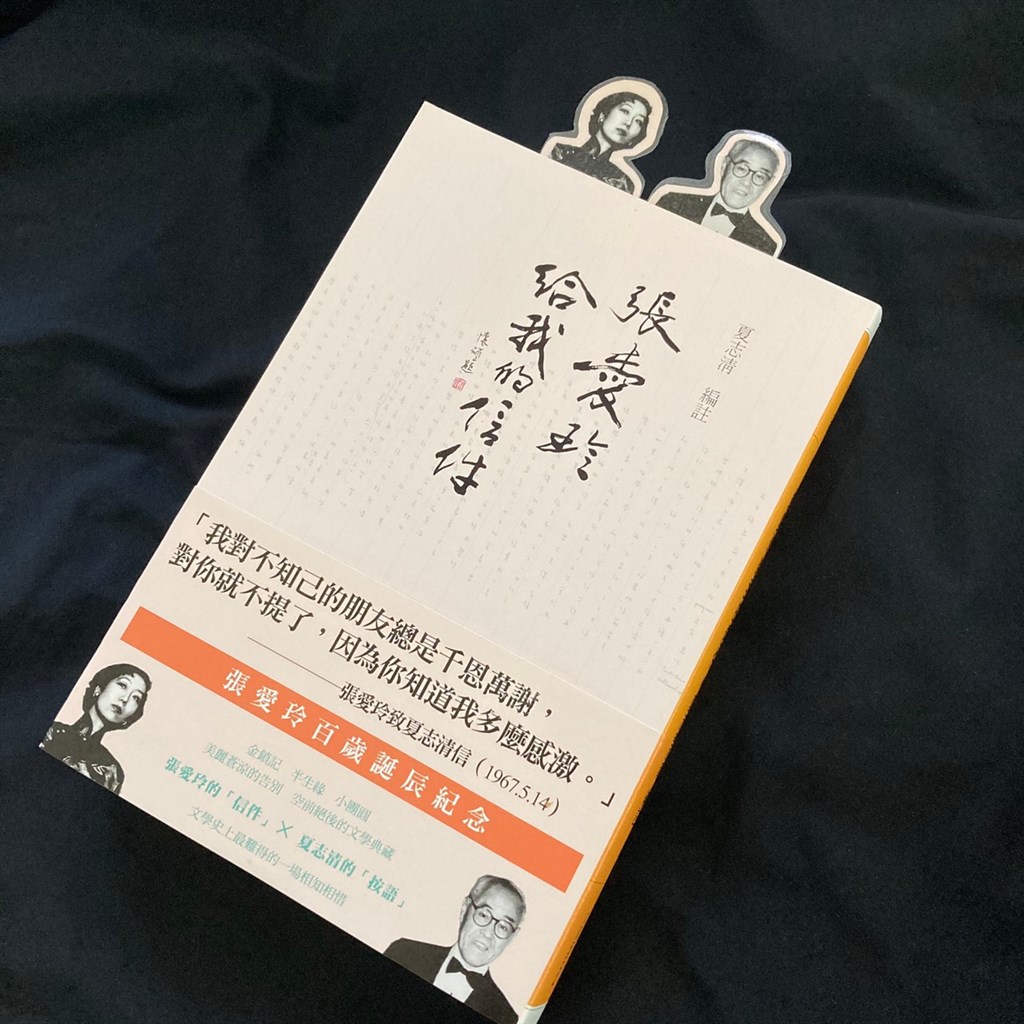 張愛玲
給我的信件
夏志清 編註
「我對不知己的朋友總是千恩萬謝，
對你就不提了，因為你知道我多麼感激。」
——張愛玲致夏志清信（1967.5.14）
張愛玲百歲誕辰紀念
金鎖記 半生緣 小團圓
美麗蒼涼的告別 空前絕後的文學典藏
張愛玲的「信件」×夏志清的「按語」
文學史上最難得的一場相知相惜